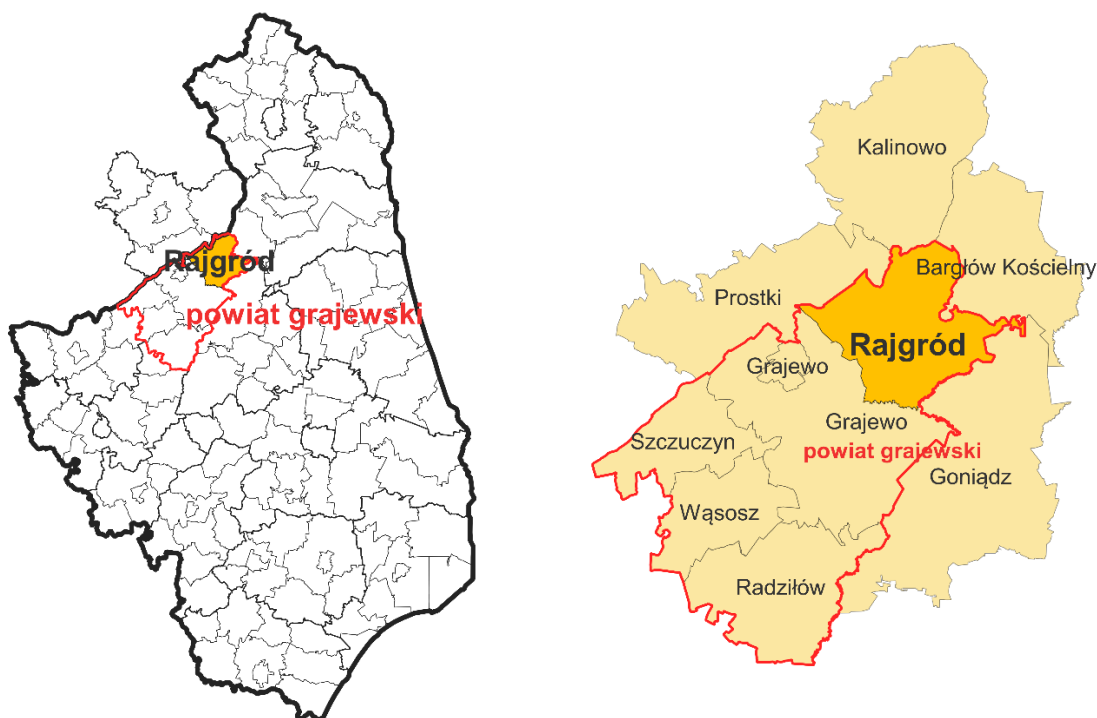 Rajgród
powiat grajewski
Kalinowo
Bargłów Kościelny
Prostki
Rajgród
Grajewo
Grajewo
Szczuczyn
powiat grajewski
Goniądz
Wąsosz
Radziłów